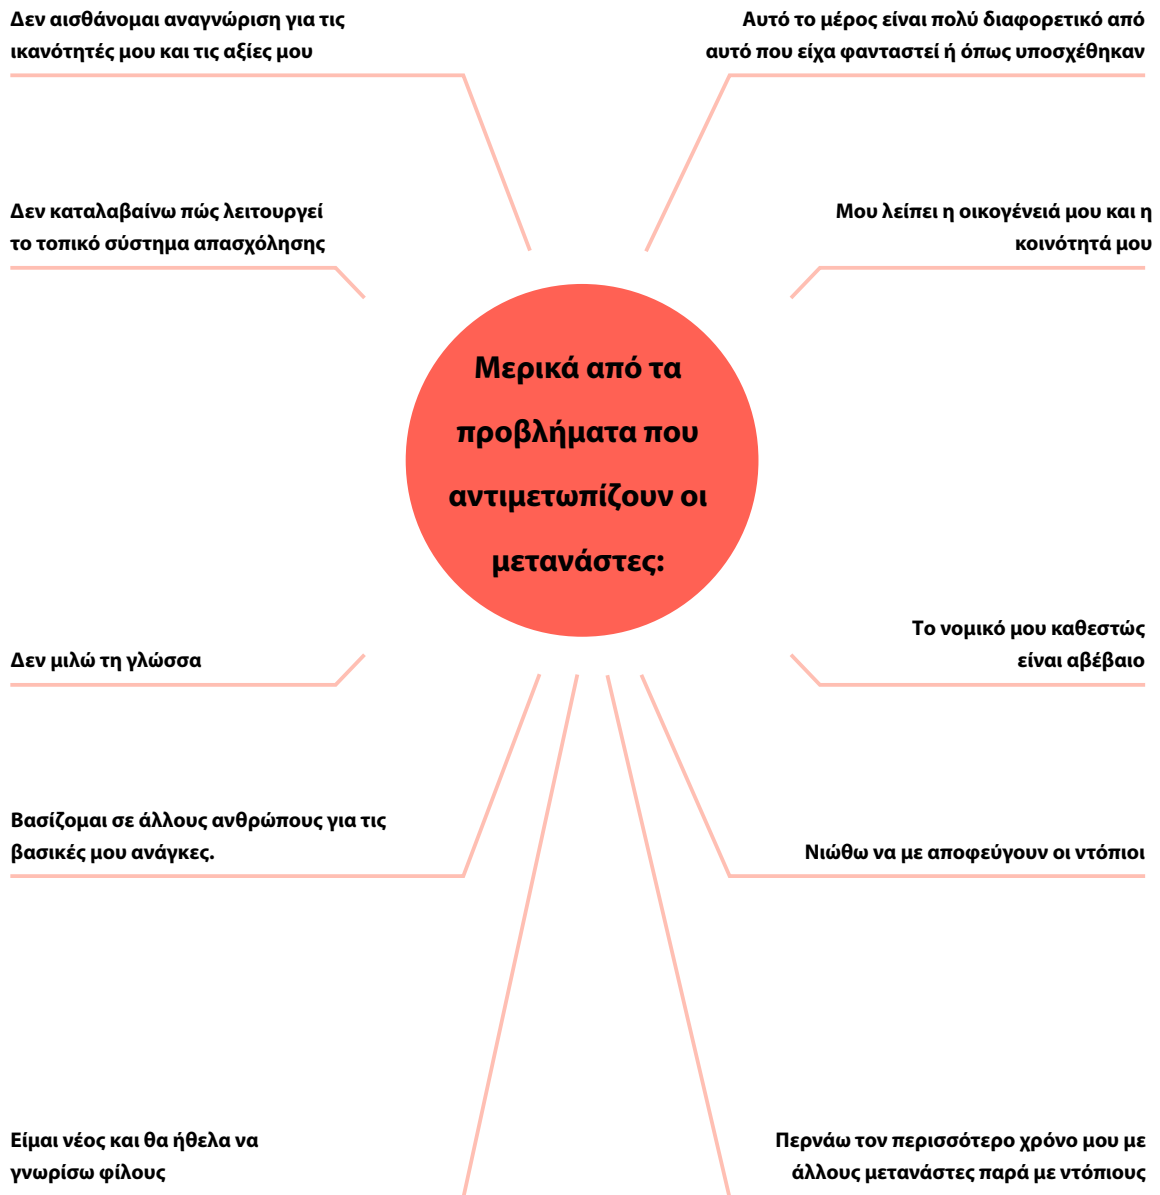 Δεν αισθάνομαι αναγνώριση για τις
ικανότητές μου και τις αξίες μου
Αυτό το μέρος είναι πολύ διαφορετικό από
αυτό που είχα φανταστεί ή όπως υποσχέθηκαν
Δεν καταλαβαίνω πώς λειτουργεί
το τοπικό σύστημα απασχόλησης
Μου λείπει η οικογένειά μου και η
κοινότητά μου
Μερικά από τα
προβλήματα που
αντιμετωπίζουν οι
μετανάστες:
Δεν μιλώ τη γλώσσα
Το νομικό μου καθεστώς
είναι αβέβαιο
Βασίζομαι σε άλλους ανθρώπους για τις
βασικές μου ανάγκες.
Νιώθω να με αποφεύγουν οι ντόπιοι
Είμαι νέος και θα ήθελα να
γνωρίσω φίλους
Περνάω τον περισσότερο χρόνο μου με
άλλους μετανάστες παρά με ντόπιους